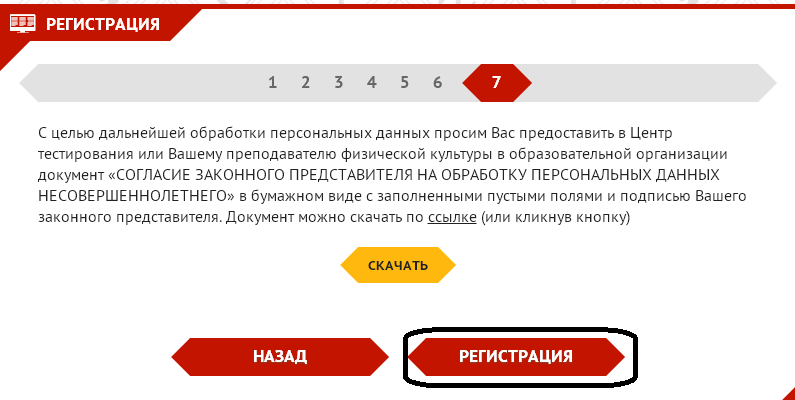 РЕГИСТРАЦИЯ
1 2 3 4 5 6 7
С целью дальнейшей обработки персональных данных просим Вас предоставить в Центр
тестирования или Вашему преподавателю физической культуры в образовательной организации
документ «СОГЛАСИЕ ЗАКОННОГО ПРЕДСТАВИТЕЛЯ НА ОБРАБОТКУ ПЕРСОНАЛЬНЫХ ДАННЫХ
НЕСОВЕРШЕННОЛЕТНЕГО» в бумажном виде с заполненными пустыми полями и подписью Вашего
законного представителя. Документ можно скачать по ссылке (или кликнув кнопку)
СКАЧАТЬ
НАЗАД РЕГИСТРАЦИЯ